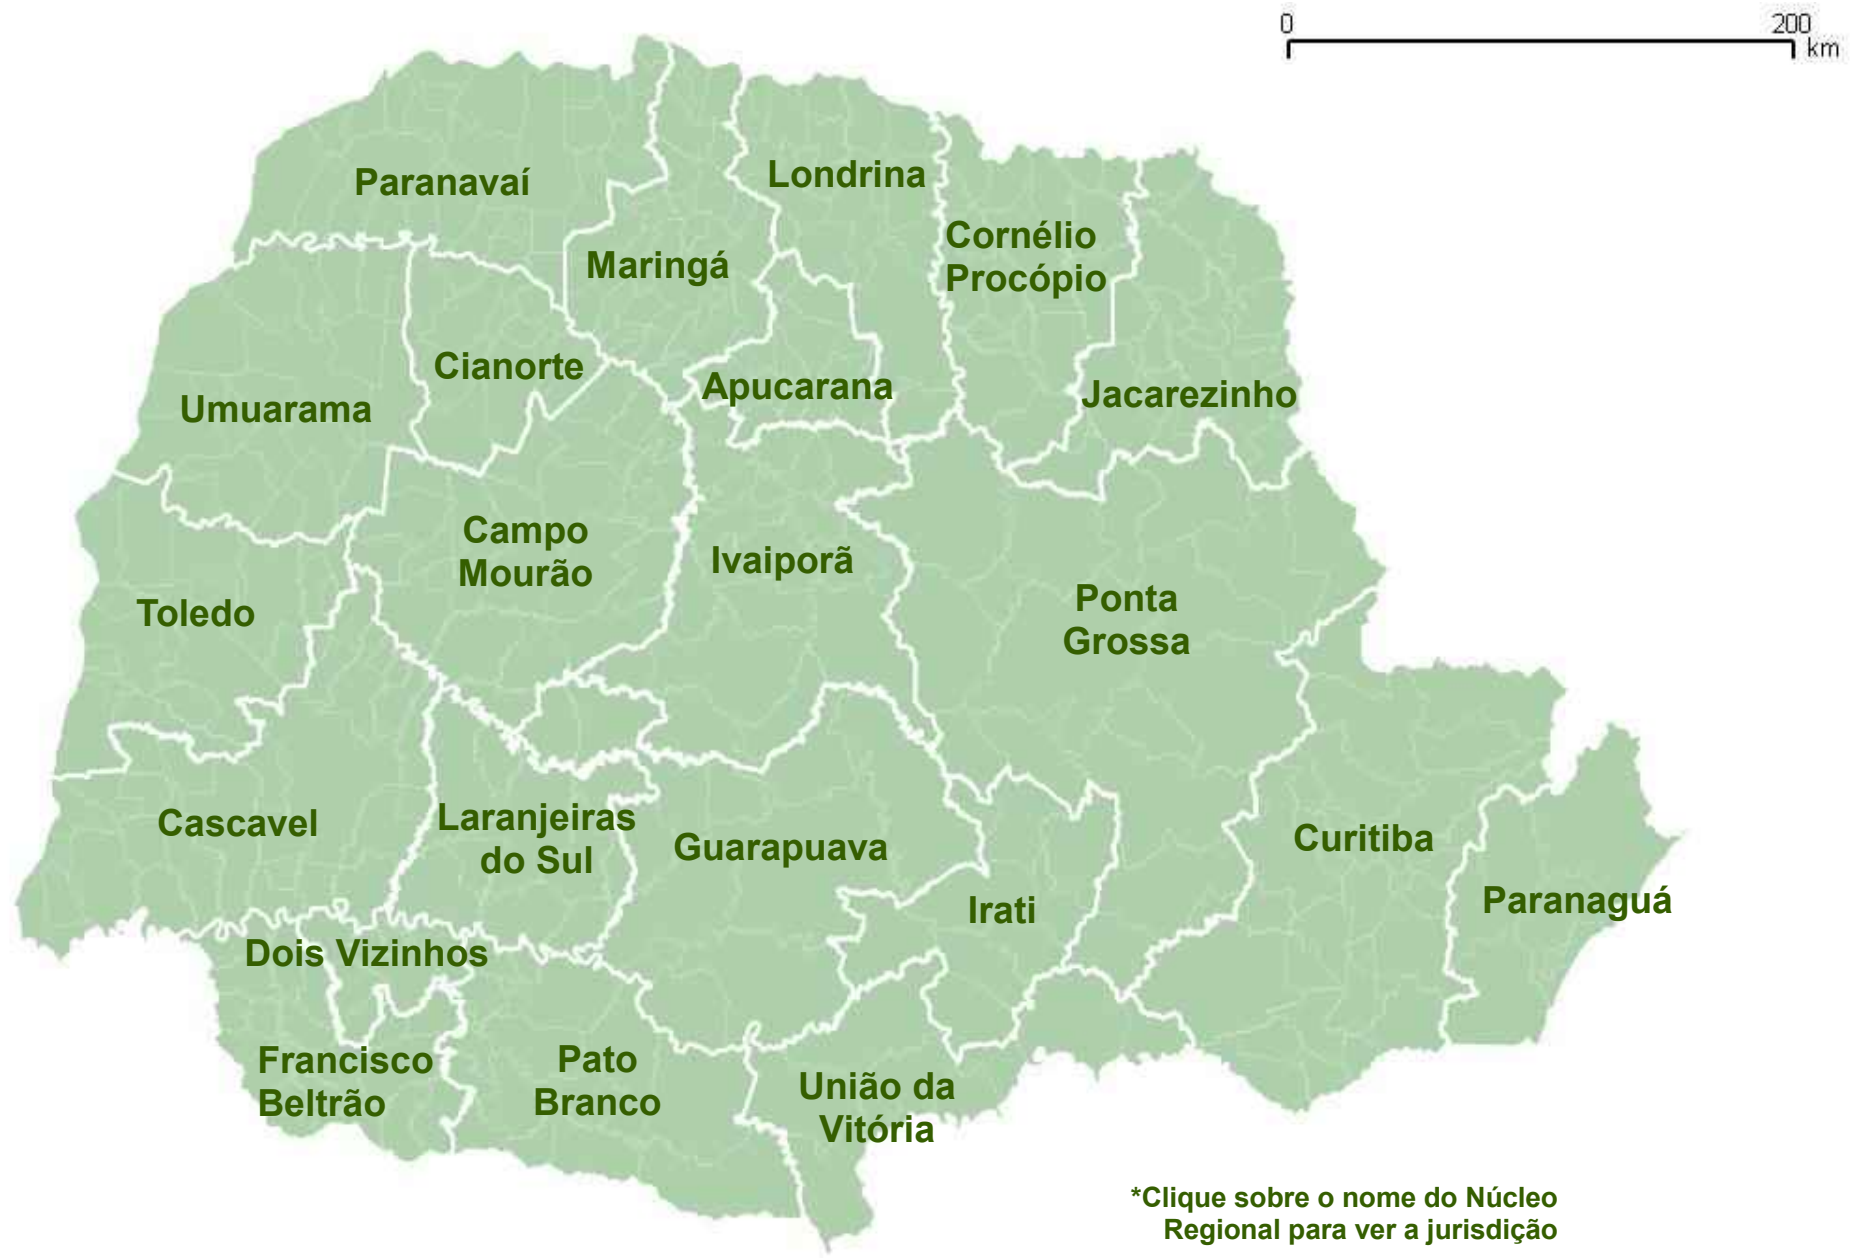 0 200
km
Paranavaí
Londrina
Cornélio
Procópio
Maringá
Cianorte
Apucarana
Jacarezinho
Umuarama
Campo
Mourão
Ivaiporã
Ponta
Grossa
Toledo
Cascavel
Laranjeiras
do Sul
Guarapuava
Curitiba
Paranaguá
Irati
Dois Vizinhos
Francisco
Beltrão
Pato
Branco
União da
Vitória
*Clique sobre o nome do Núcleo
Regional para ver a jurisdição